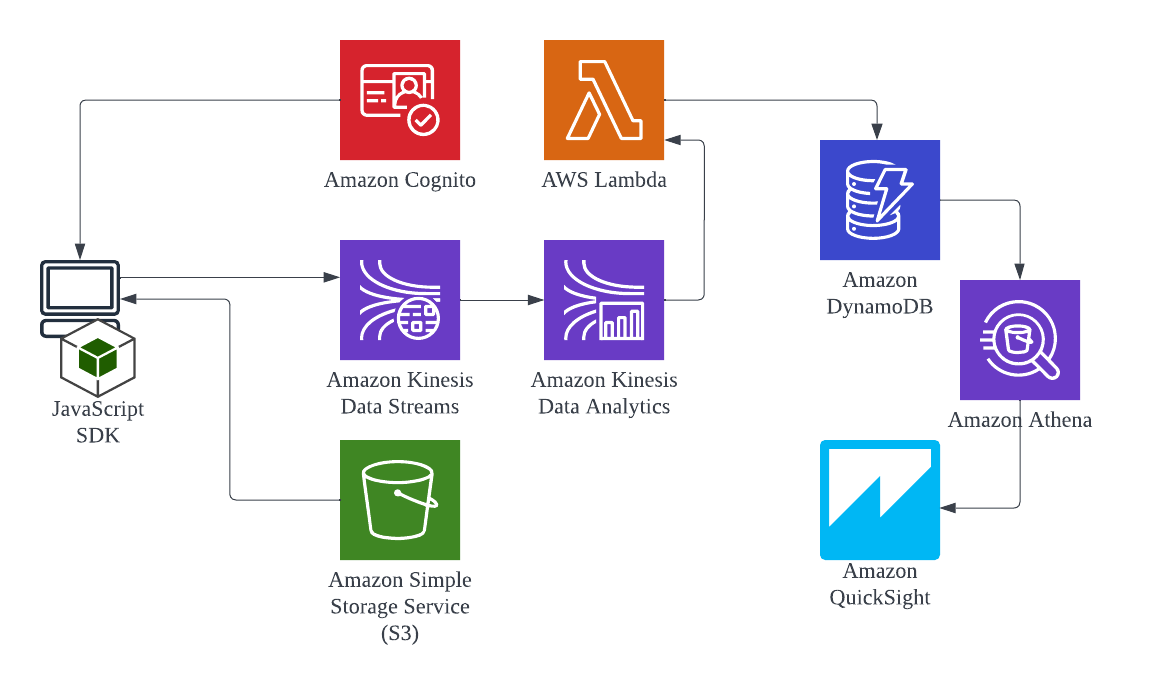 Amazon Cognito
AWS Lambda
Amazon
DynamoDB
Amazon Kinesis
Data Streams
Amazon Kinesis
Data Analytics
JavaScript
SDK
Amazon Athena
Amazon Simple
Storage Service
(S3)
Amazon
QuickSight